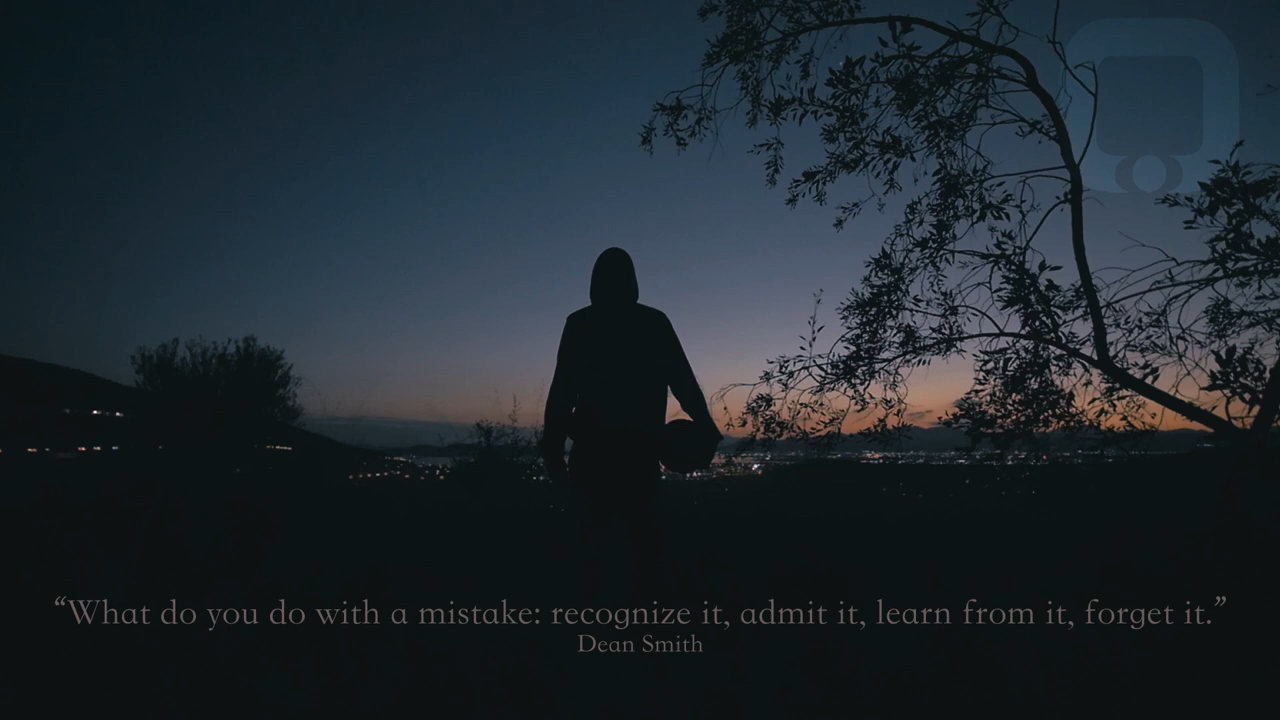 “What do you do with a mistake: recognize it, admit it, learn from it, forget it.”
Dean Smith